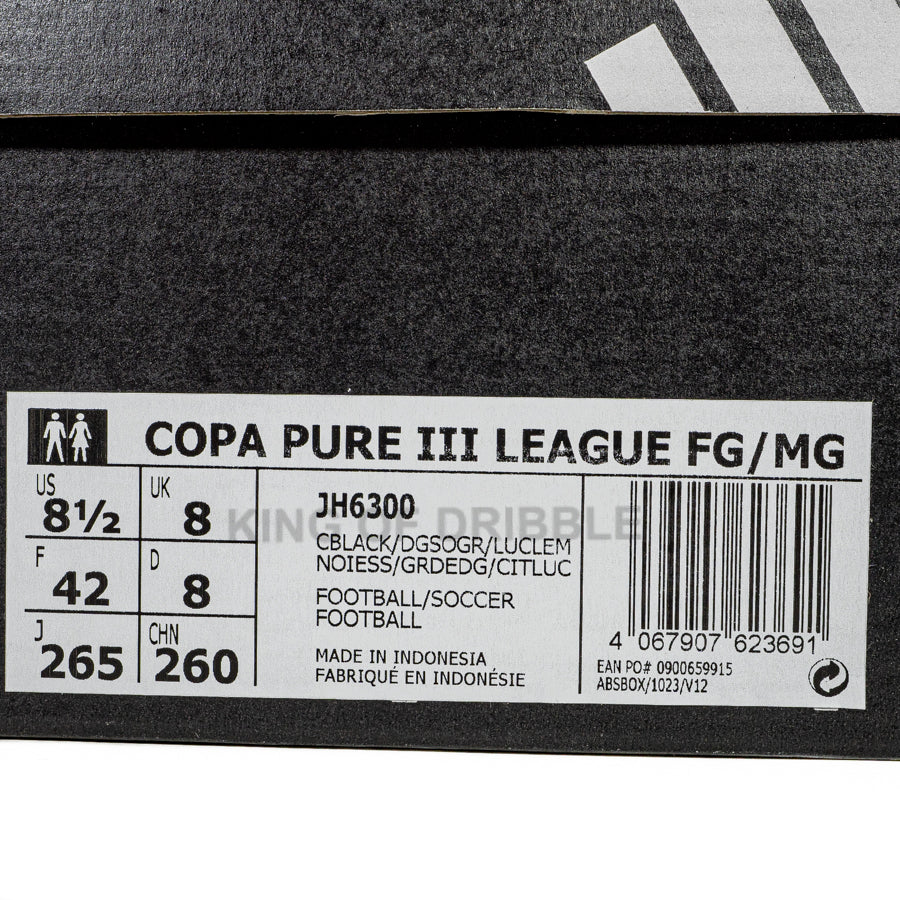 COPA PURE III LEAGUE FG/MG
US
8½
UK
8
F
42
D
8
J
265
CHN
260
JH6300
KING OF DRIBBLE
CBLACK/DGSOGR/LUCLEM
NOIESS/GRDEDG/CITLUC
FOOTBALL/SOCCER
FOOTBALL
MADE IN INDONESIA
FABRIQUÉ EN INDONÉSIE
4 067907 623691
EAN PO# 0900659915
ABSBOX/1023/V12